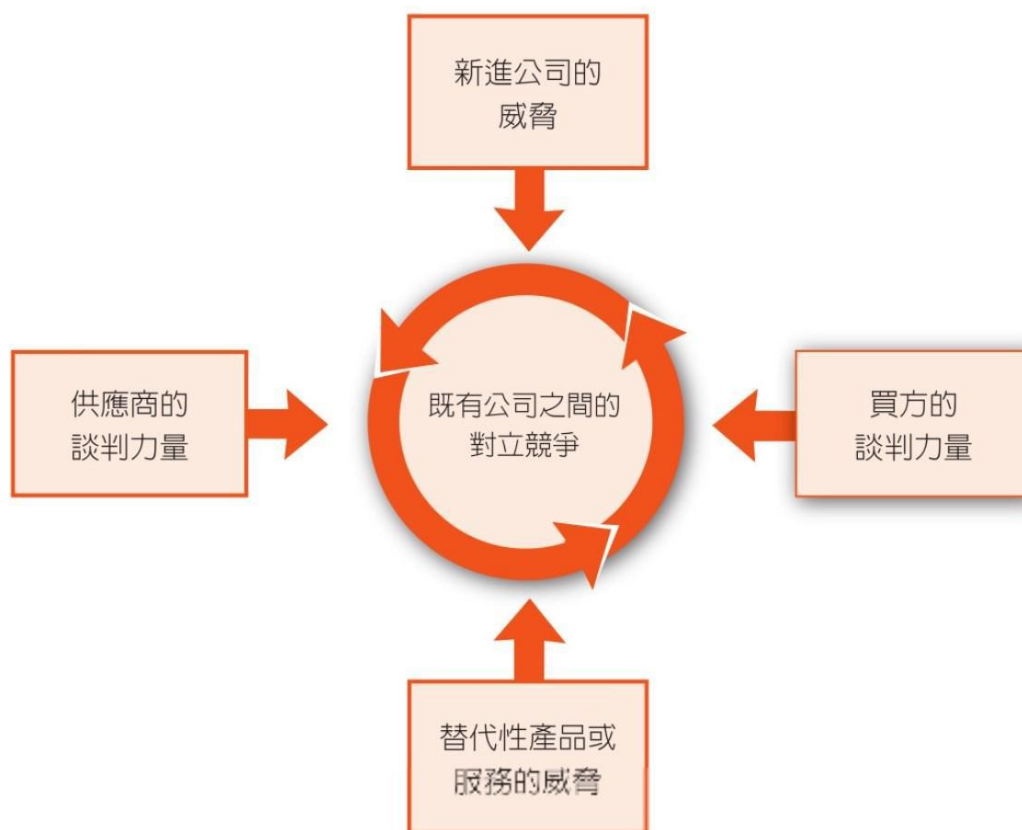 新進公司的
威脅
供應商的
談判力量
既有公司之間的
對立競爭
買方的
談判力量
替代性產品或
服務的威脅